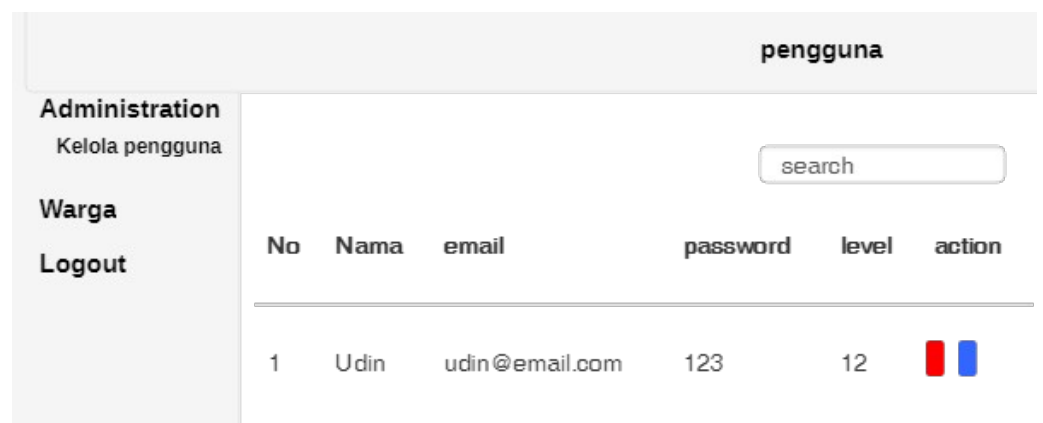 pengguna
Administration
Kelola pengguna
Warga
Logout
search
No Nama email password level action
1 Udin udin@email.com 123 12